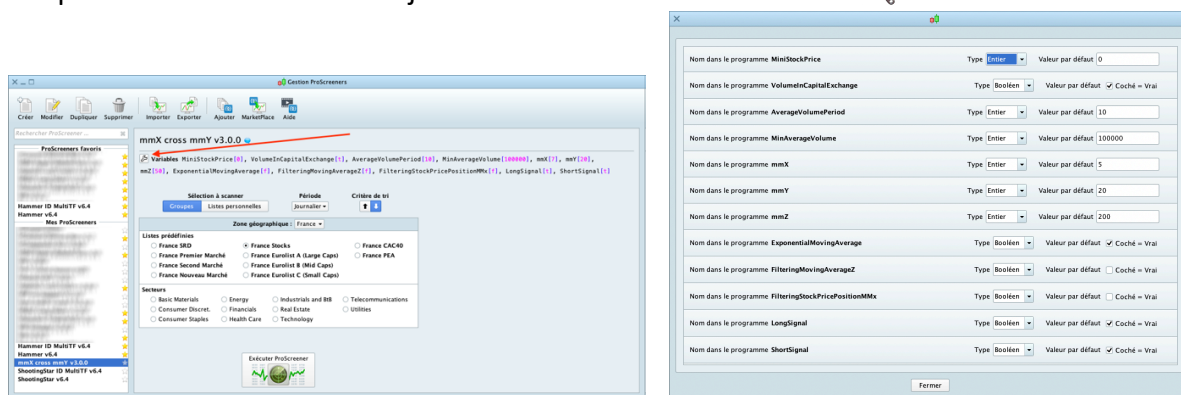 Gestion ProScreeners
Créer Modifier Dupliquer Supprimer Importer Exporter Ajouter MarketPlace Aide
Rechercher ProScreener ...
ProScreeners favoris
Hammer ID MultiTF v6.4
Hammer v6.4
Mes ProScreeners
Hammer ID MultiTF v6.4
Hammer v6.4
mmX cross mmY v3.0.0
ShootingStar ID MultiTF v6.4
ShootingStar v6.4
mmX cross mmY v3.0.0
Variables MiniStockPrice[0], VolumeInCapitalExchange[t], AverageVolumePeriod[10], MinAverageVolume[100000], mmX[7], mmY[20],
mmZ[50], ExponentialMovingAverage[f], FilteringMovingAverageZ[f], FilteringStockPricePositionMMx[f], LongSignal[t], ShortSignal[t]
Sélection à scanner Période Critère de tri
Groupes Listes personnelles Journalier
Zone géographique : France
Listes prédéfinies
France SRD France Stocks France CAC40
France Premier Marché France Eurolist A (Large Caps) France PEA
France Second Marché France Eurolist B (Mid Caps)
France Nouveau Marché France Eurolist C (Small Caps)
Secteurs
Basic Materials Energy Industrials and BtB Telecommunications
Consumer Discret. Financials Real Estate Utilities
Consumer Staples Health Care Technology
Exécuter ProScreener
Nom dans le programme MiniStockPrice Type Entier Valeur par défaut 0
Nom dans le programme VolumeInCapitalExchange Type Booléen Valeur par défaut Coché = Vrai
Nom dans le programme AverageVolumePeriod Type Entier Valeur par défaut 10
Nom dans le programme MinAverageVolume Type Entier Valeur par défaut 100000
Nom dans le programme mmX Type Entier Valeur par défaut 5
Nom dans le programme mmY Type Entier Valeur par défaut 20
Nom dans le programme mmZ Type Entier Valeur par défaut 200
Nom dans le programme ExponentialMovingAverage Type Booléen Valeur par défaut Coché = Vrai
Nom dans le programme FilteringMovingAverageZ Type Booléen Valeur par défaut Coché = Vrai
Nom dans le programme FilteringStockPricePositionMMx Type Booléen Valeur par défaut Coché = Vrai
Nom dans le programme LongSignal Type Booléen Valeur par défaut Coché = Vrai
Nom dans le programme ShortSignal Type Booléen Valeur par défaut Coché = Vrai
Fermer